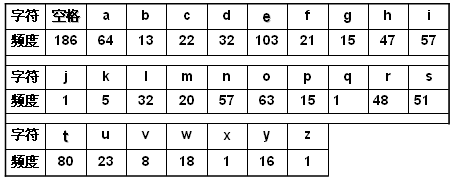 字符 空格 a b c d e f g h i
频度 186 64 13 22 32 103 21 15 47 57
字符 j k l m n o p q r s
频度 1 5 32 20 57 63 15 1 48 51
字符 t u v w x y z
频度 80 23 8 18 1 16 1